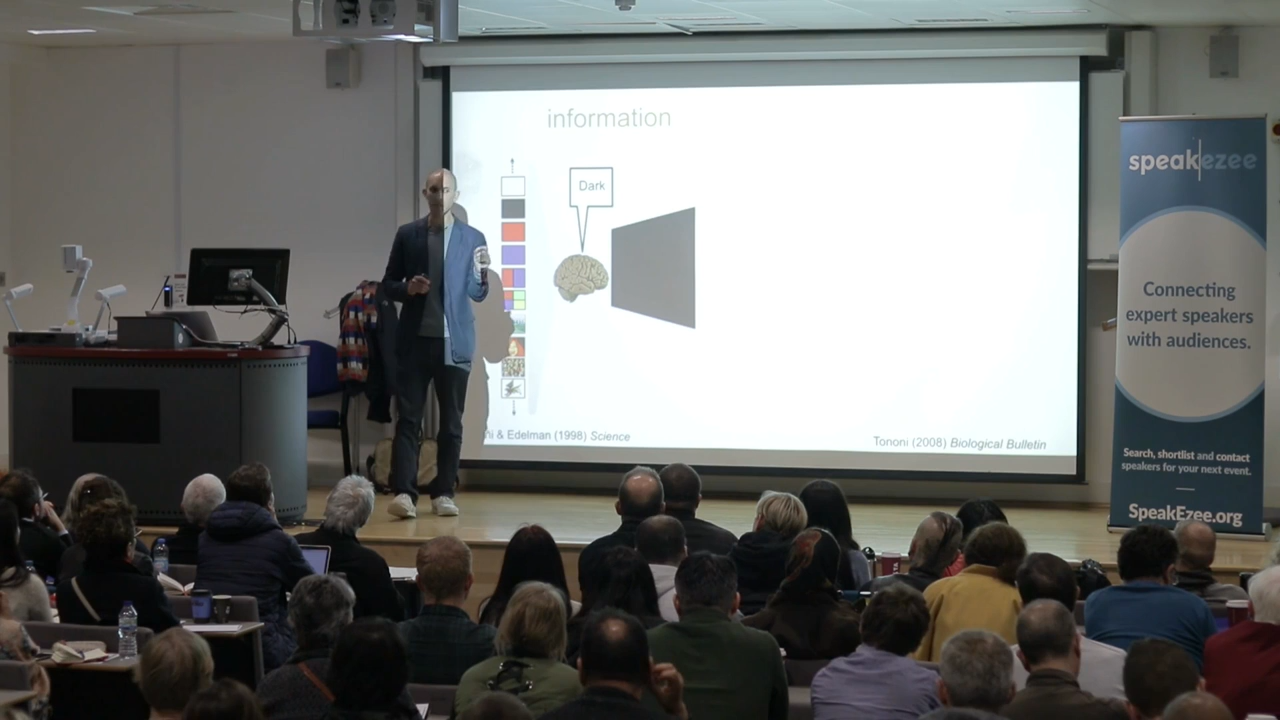 information
Dark
& Edelman (1998) Science
Tononi (2008) Biological Bulletin
speakezee
Connecting
expert speakers
with audiences.
Search, shortlist and contact
speakers for your next event.
SpeakEzee.org